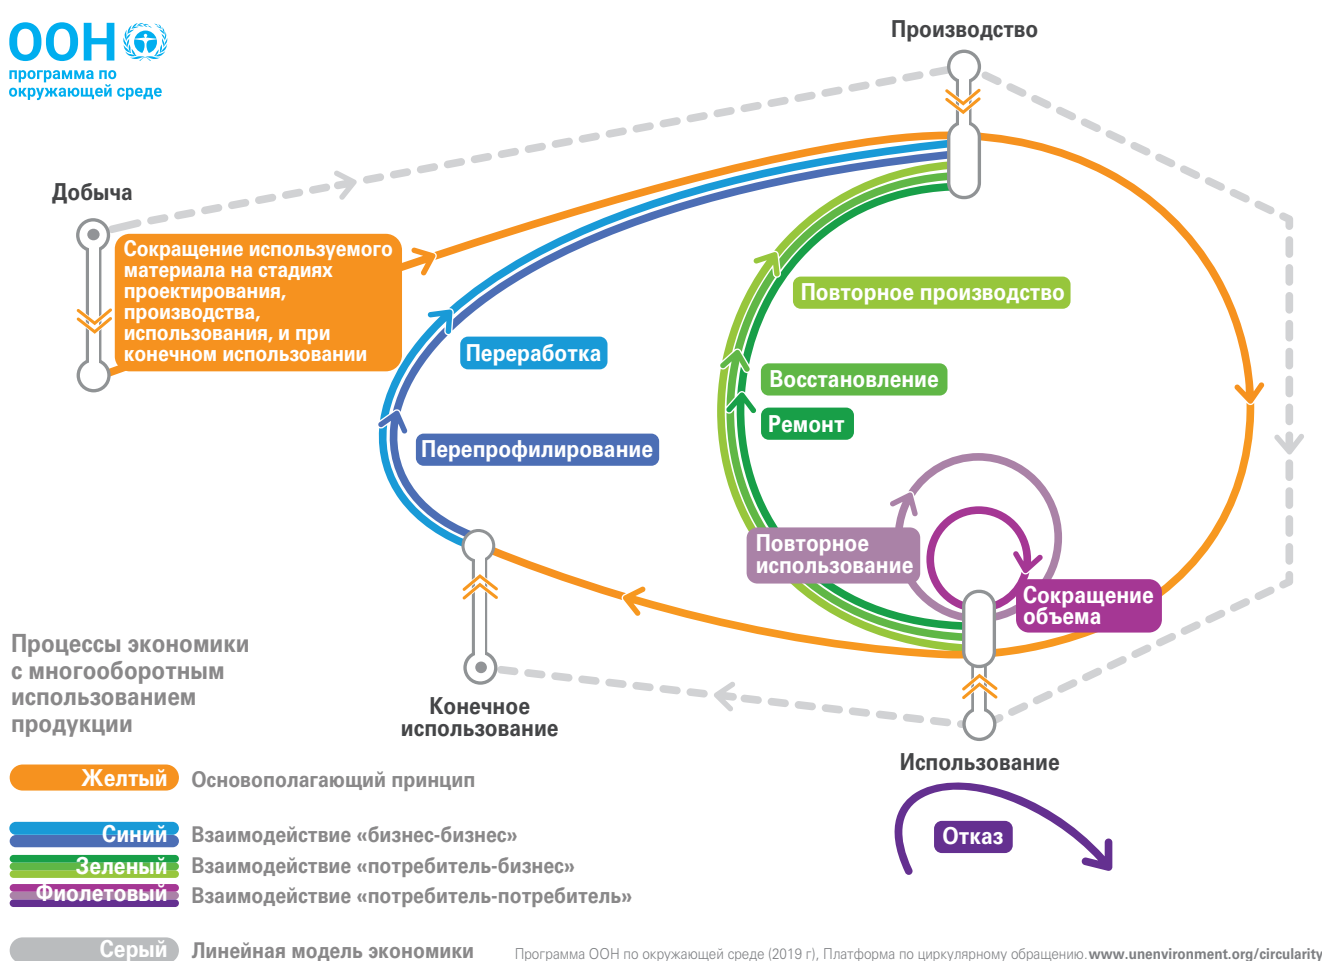 ООН
программа по
окружающей среде
Производство
Добыча
Сокращение используемого
материала на стадиях
проектирования,
производства,
использования, и при
конечном использовании
Повторное производство
Переработка
Восстановление
Ремонт
Перепрофилирование
Повторное
использование
Сокращение
объема
Процессы экономики
с многооборотным
использованием
продукции
Конечное
использование
Использование
Отказ
Желтый Основополагающий принцип
Синий Взаимодействие «бизнес-бизнес»
Зеленый Взаимодействие «потребитель-бизнес»
Фиолетовый Взаимодействие «потребитель-потребитель»
Серый Линейная модель экономики
Программа ООН по окружающей среде (2019 г), Платформа по циркулярному обращению. www.unenvironment.org/circularity